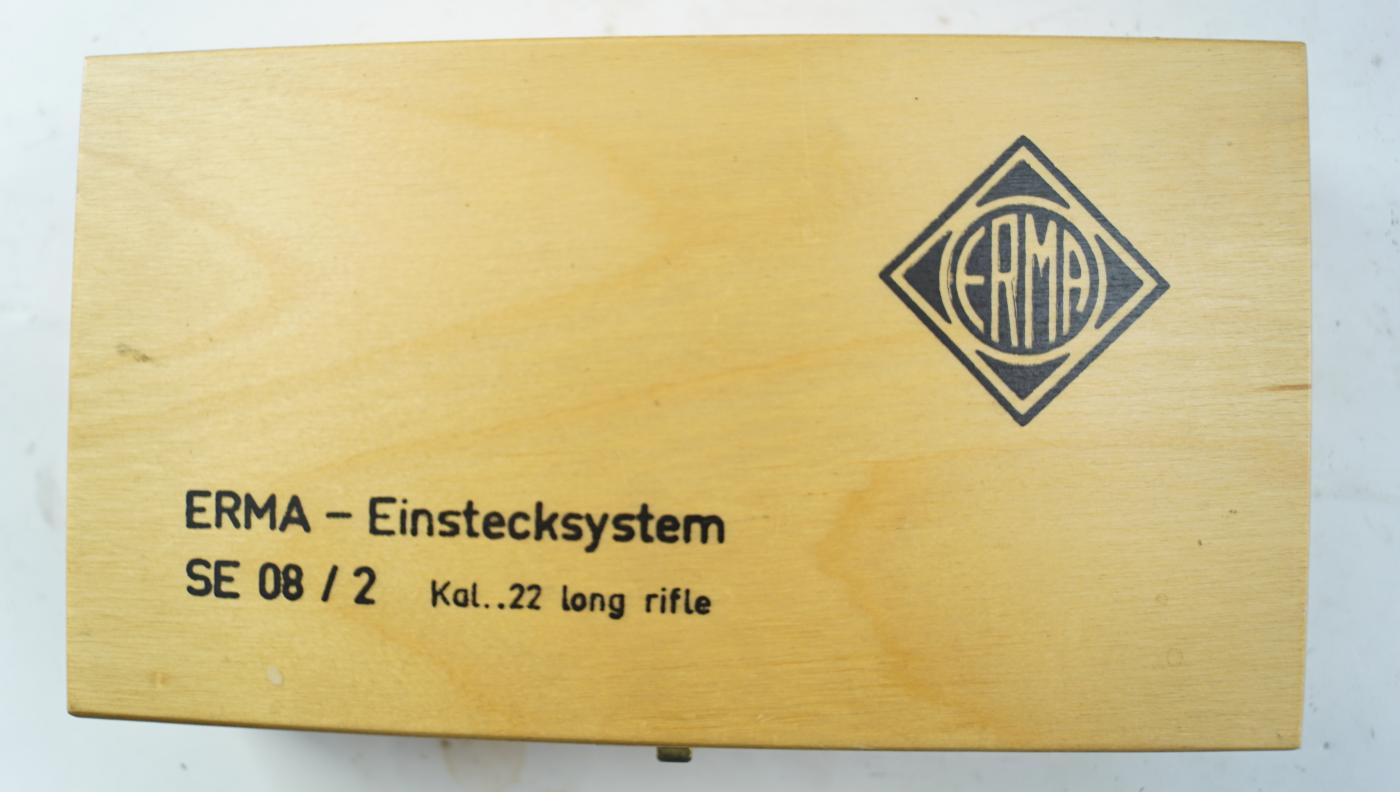 ERMA
ERMA – Einstecksystem
SE 08 / 2 Kal..22 long rifle